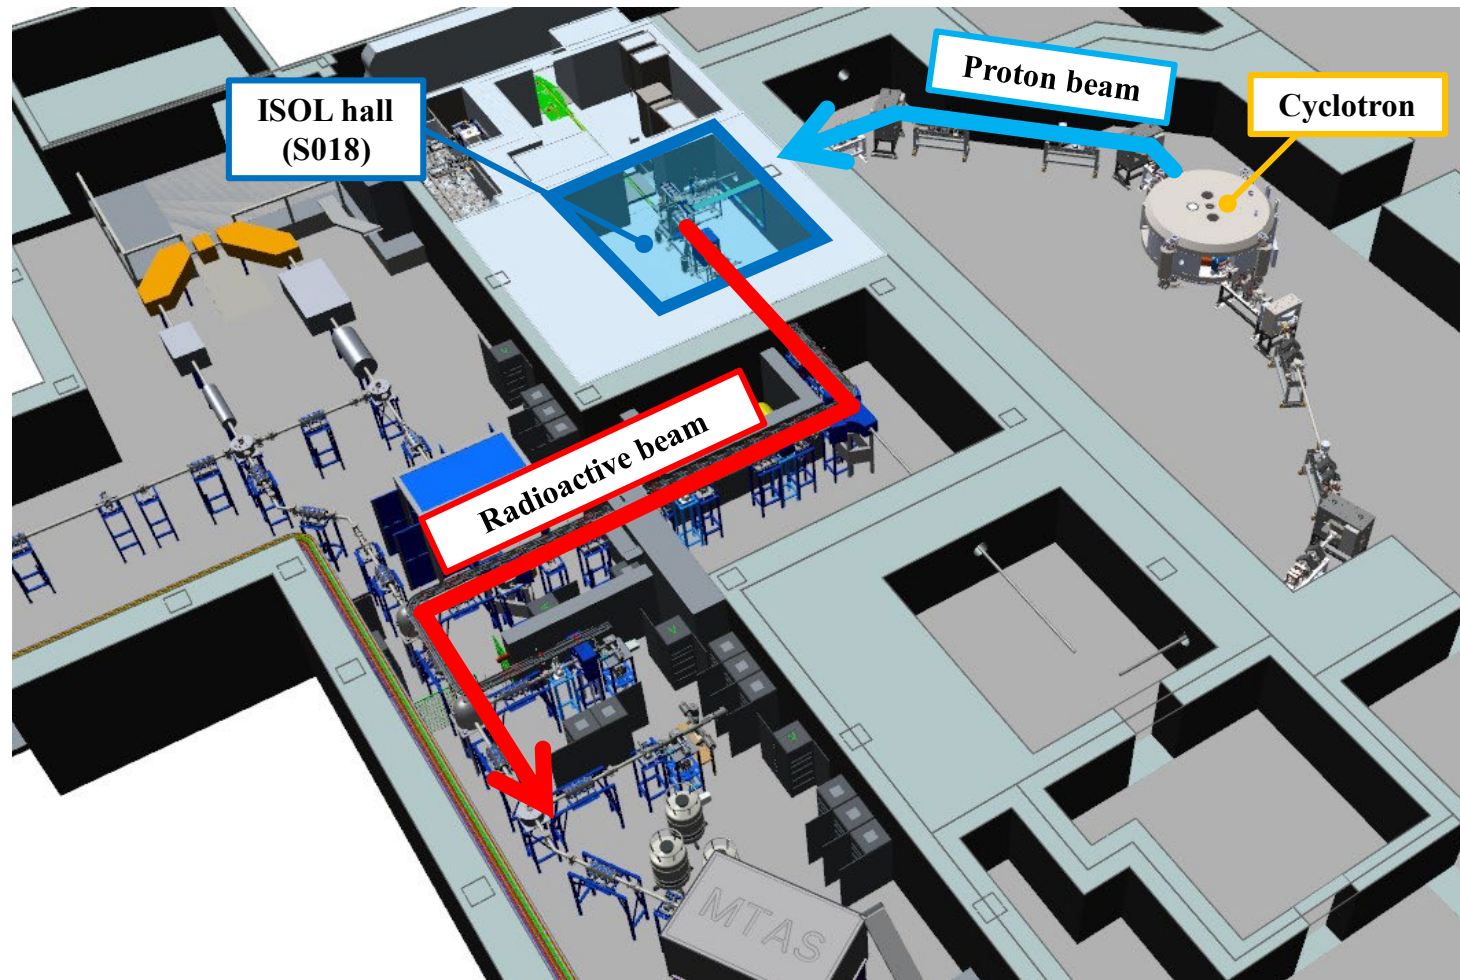 ISOL hall
(S018)
Proton beam
Cyclotron
Radioactive beam
MTAS